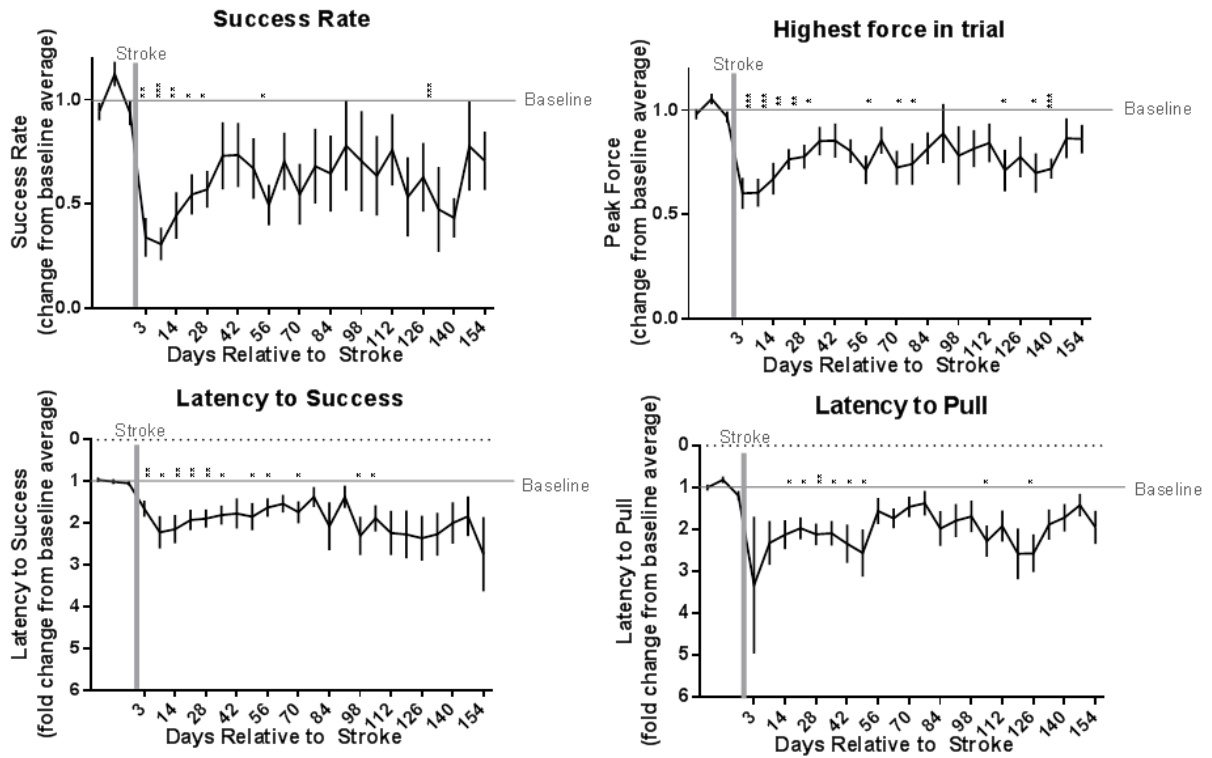 Success Rate
Stroke
** *** ** * * * ***
1.0
Baseline
0.5
0.0
Success Rate
(change from baseline average)
3 14 28 42 56 70 84 98 112 126 140 154
Days Relative to Stroke
Highest force in trial
Stroke
*** *** ** ** * * * * * * ***
1.0
Baseline
0.5
0.0
Peak Force
(change from baseline average)
3 14 28 42 56 70 84 98 112 126 140 154
Days Relative to Stroke
Latency to Success
Stroke
0
** * ** ** ** * * * * * *
1
Baseline
2
3
4
5
6
Latency to Success
(fold change from baseline average)
3 14 28 42 56 70 84 98 112 126 140 154
Days Relative to Stroke
Latency to Pull
Stroke
0
* * ** * * * * *
1
Baseline
2
3
4
5
6
Latency to Pull
(fold change from baseline average)
3 14 28 42 56 70 84 98 112 126 140 154
Days Relative to Stroke